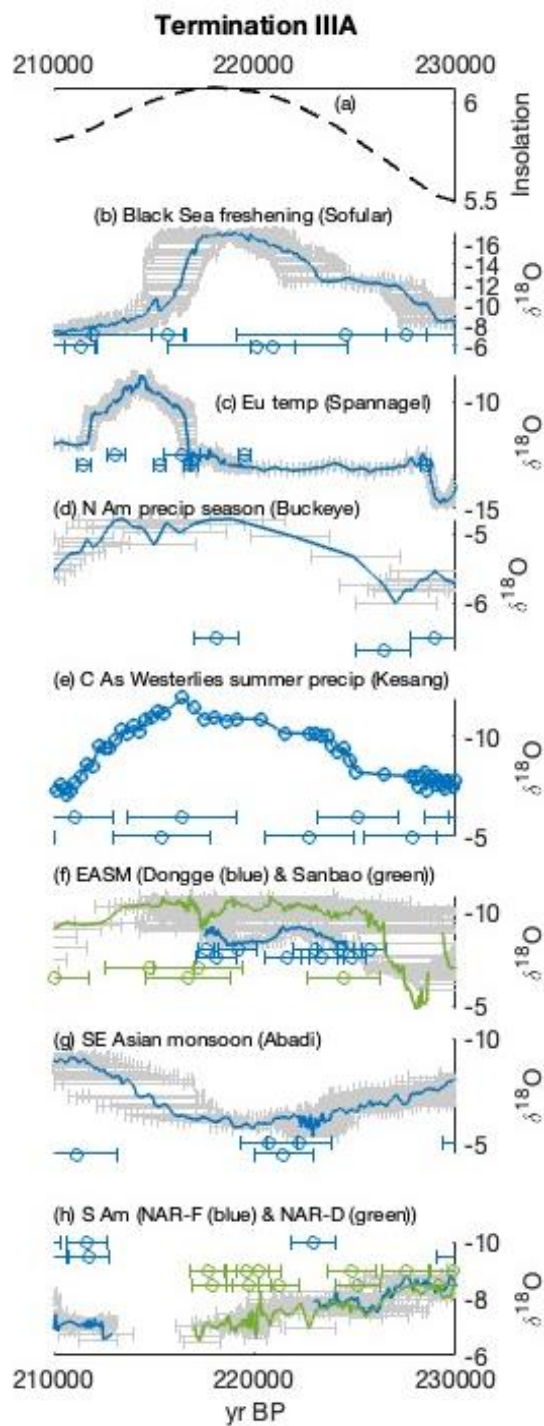 Termination IIIA
210000 220000 230000
(a)
6
5.5
Insolation
(b) Black Sea freshening (Sofular)
-16
-14
-12
-10
-8
-6
δ18O
(c) Eu temp (Spannagel)
-10
-15
δ18O
(d) N Am precip season (Buckeye)
-5
-6
δ18O
(e) C As Westerlies summer precip (Kesang)
-10
-5
δ18O
(f) EASM (Dongge (blue) & Sanbao (green))
-10
-5
δ18O
(g) SE Asian monsoon (Abadi)
-10
-5
δ18O
(h) S Am (NAR-F (blue) & NAR-D (green))
-10
-8
-6
δ18O
210000 220000 230000
yr BP